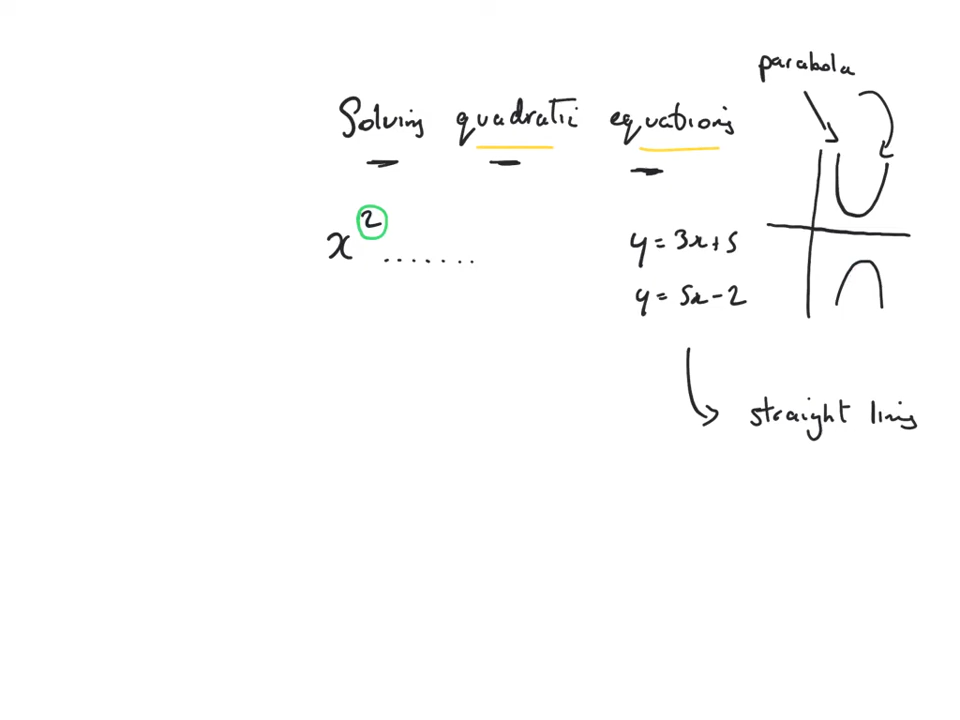 parabola
Solving quadratic equations
x² .......
y = 3x + 5
y = 5x - 2
straight lines